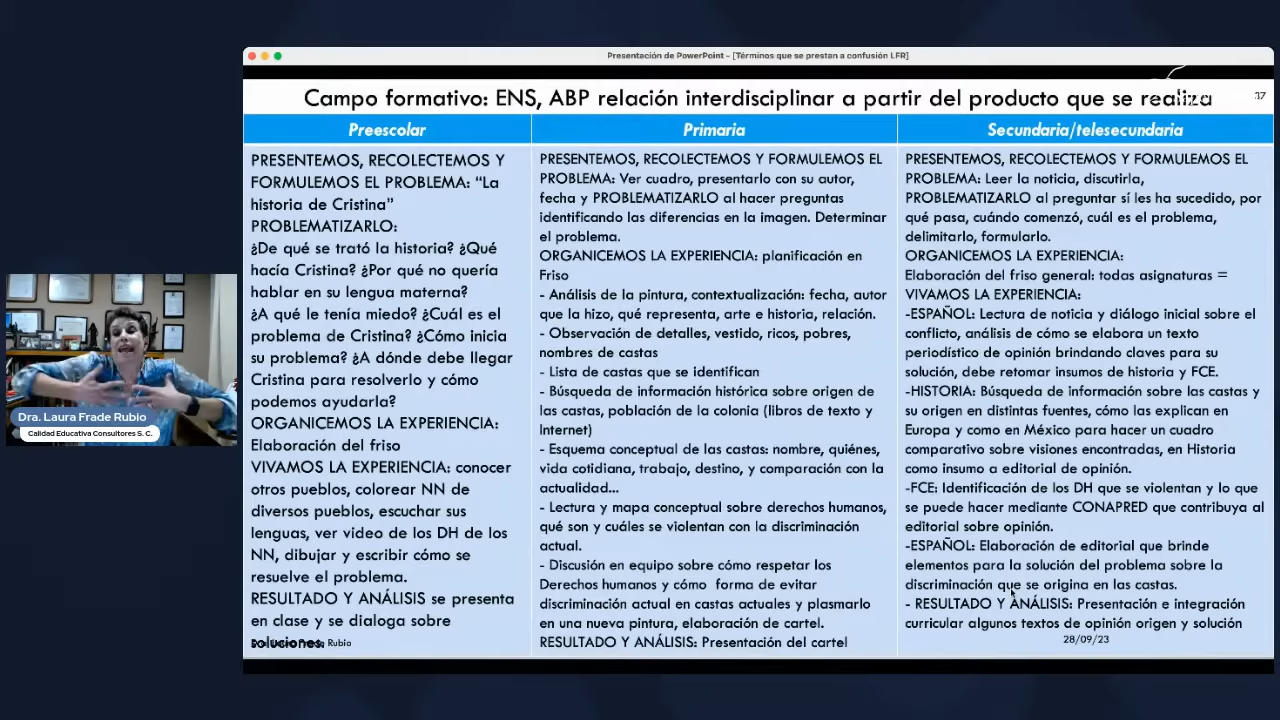 Presentación de PowerPoint - [Términos que se prestan a confusión LFR]
Campo formativo: ENS, ABP relación interdisciplinar a partir del producto que se realiza
37
Preescolar
PRESENTEMOS, RECOLECTEMOS Y
FORMULEMOS EL PROBLEMA: “La
historia de Cristina”
PROBLEMATIZARLO:
¿De qué se trató la historia? ¿Qué
hacía Cristina? ¿Por qué no quería
hablar en su lengua materna?
¿A qué le tenía miedo? ¿Cuál es el
problema de Cristina? ¿Cómo inicia
su problema? ¿A dónde debe llegar
Cristina para resolverlo y cómo
podemos ayudarla?
ORGANICEMOS LA EXPERIENCIA:
Elaboración del friso
VIVAMOS LA EXPERIENCIA: conocer
otros pueblos, colorear NN de
diversos pueblos, escuchar sus
lenguas, ver video de los DH de los
NN, dibujar y escribir cómo se
resuelve el problema.
RESULTADO Y ANÁLISIS se presenta
en clase y se dialoga sobre
soluciones.
Rubio
Primaria
PRESENTEMOS, RECOLECTEMOS Y FORMULEMOS EL
PROBLEMA: Ver cuadro, presentarlo con su autor,
fecha y PROBLEMATIZARLO al hacer preguntas
identificando las diferencias en la imagen. Determinar
el problema.
ORGANICEMOS LA EXPERIENCIA: planificación en
Friso
- Análisis de la pintura, contextualización: fecha, autor
que la hizo, qué representa, arte e historia, relación.
- Observación de detalles, vestido, ricos, pobres,
nombres de castas
- Lista de castas que se identifican
- Búsqueda de información histórica sobre origen de
las castas, población de la colonia (libros de texto y
Internet)
- Esquema conceptual de las castas: nombre, quiénes,
vida cotidiana, trabajo, destino, y comparación con la
actualidad...
- Lectura y mapa conceptual sobre derechos humanos,
qué son y cuáles se violentan con la discriminación
actual.
- Discusión en equipo sobre cómo respetar los
Derechos humanos y cómo forma de evitar
discriminación actual en castas actuales y plasmarlo
en una nueva pintura, elaboración de cartel.
RESULTADO Y ANÁLISIS: Presentación del cartel
Secundaria/telesecundaria
PRESENTEMOS, RECOLECTEMOS Y FORMULEMOS EL
PROBLEMA: Leer la noticia, discutirla,
PROBLEMATIZARLO al preguntar sí les ha sucedido, por
qué pasa, cuándo comenzó, cuál es el problema,
delimitarlo, formularlo.
ORGANICEMOS LA EXPERIENCIA:
Elaboración del friso general: todas asignaturas =
VIVAMOS LA EXPERIENCIA:
-ESPAÑOL: Lectura de noticia y diálogo inicial sobre el
conflicto, análisis de cómo se elabora un texto
periodístico de opinión brindando claves para su
solución, debe retomar insumos de historia y FCE.
-HISTORIA: Búsqueda de información sobre las castas y
su origen en distintas fuentes, cómo las explican en
Europa y como en México para hacer un cuadro
comparativo sobre visiones encontradas, en Historia
como insumo a editorial de opinión.
-FCE: Identificación de los DH que se violentan y lo que
se puede hacer mediante CONAPRED que contribuya al
editorial sobre opinión.
-ESPAÑOL: Elaboración de editorial que brinde
elementos para la solución del problema sobre la
discriminación que se origina en las castas.
- RESULTADO Y ANÁLISIS: Presentación e integración
curricular algunos textos de opinión origen y solución
28/09/23
Dra. Laura Frade Rubio
Calidad Educativa Consultores S. C.